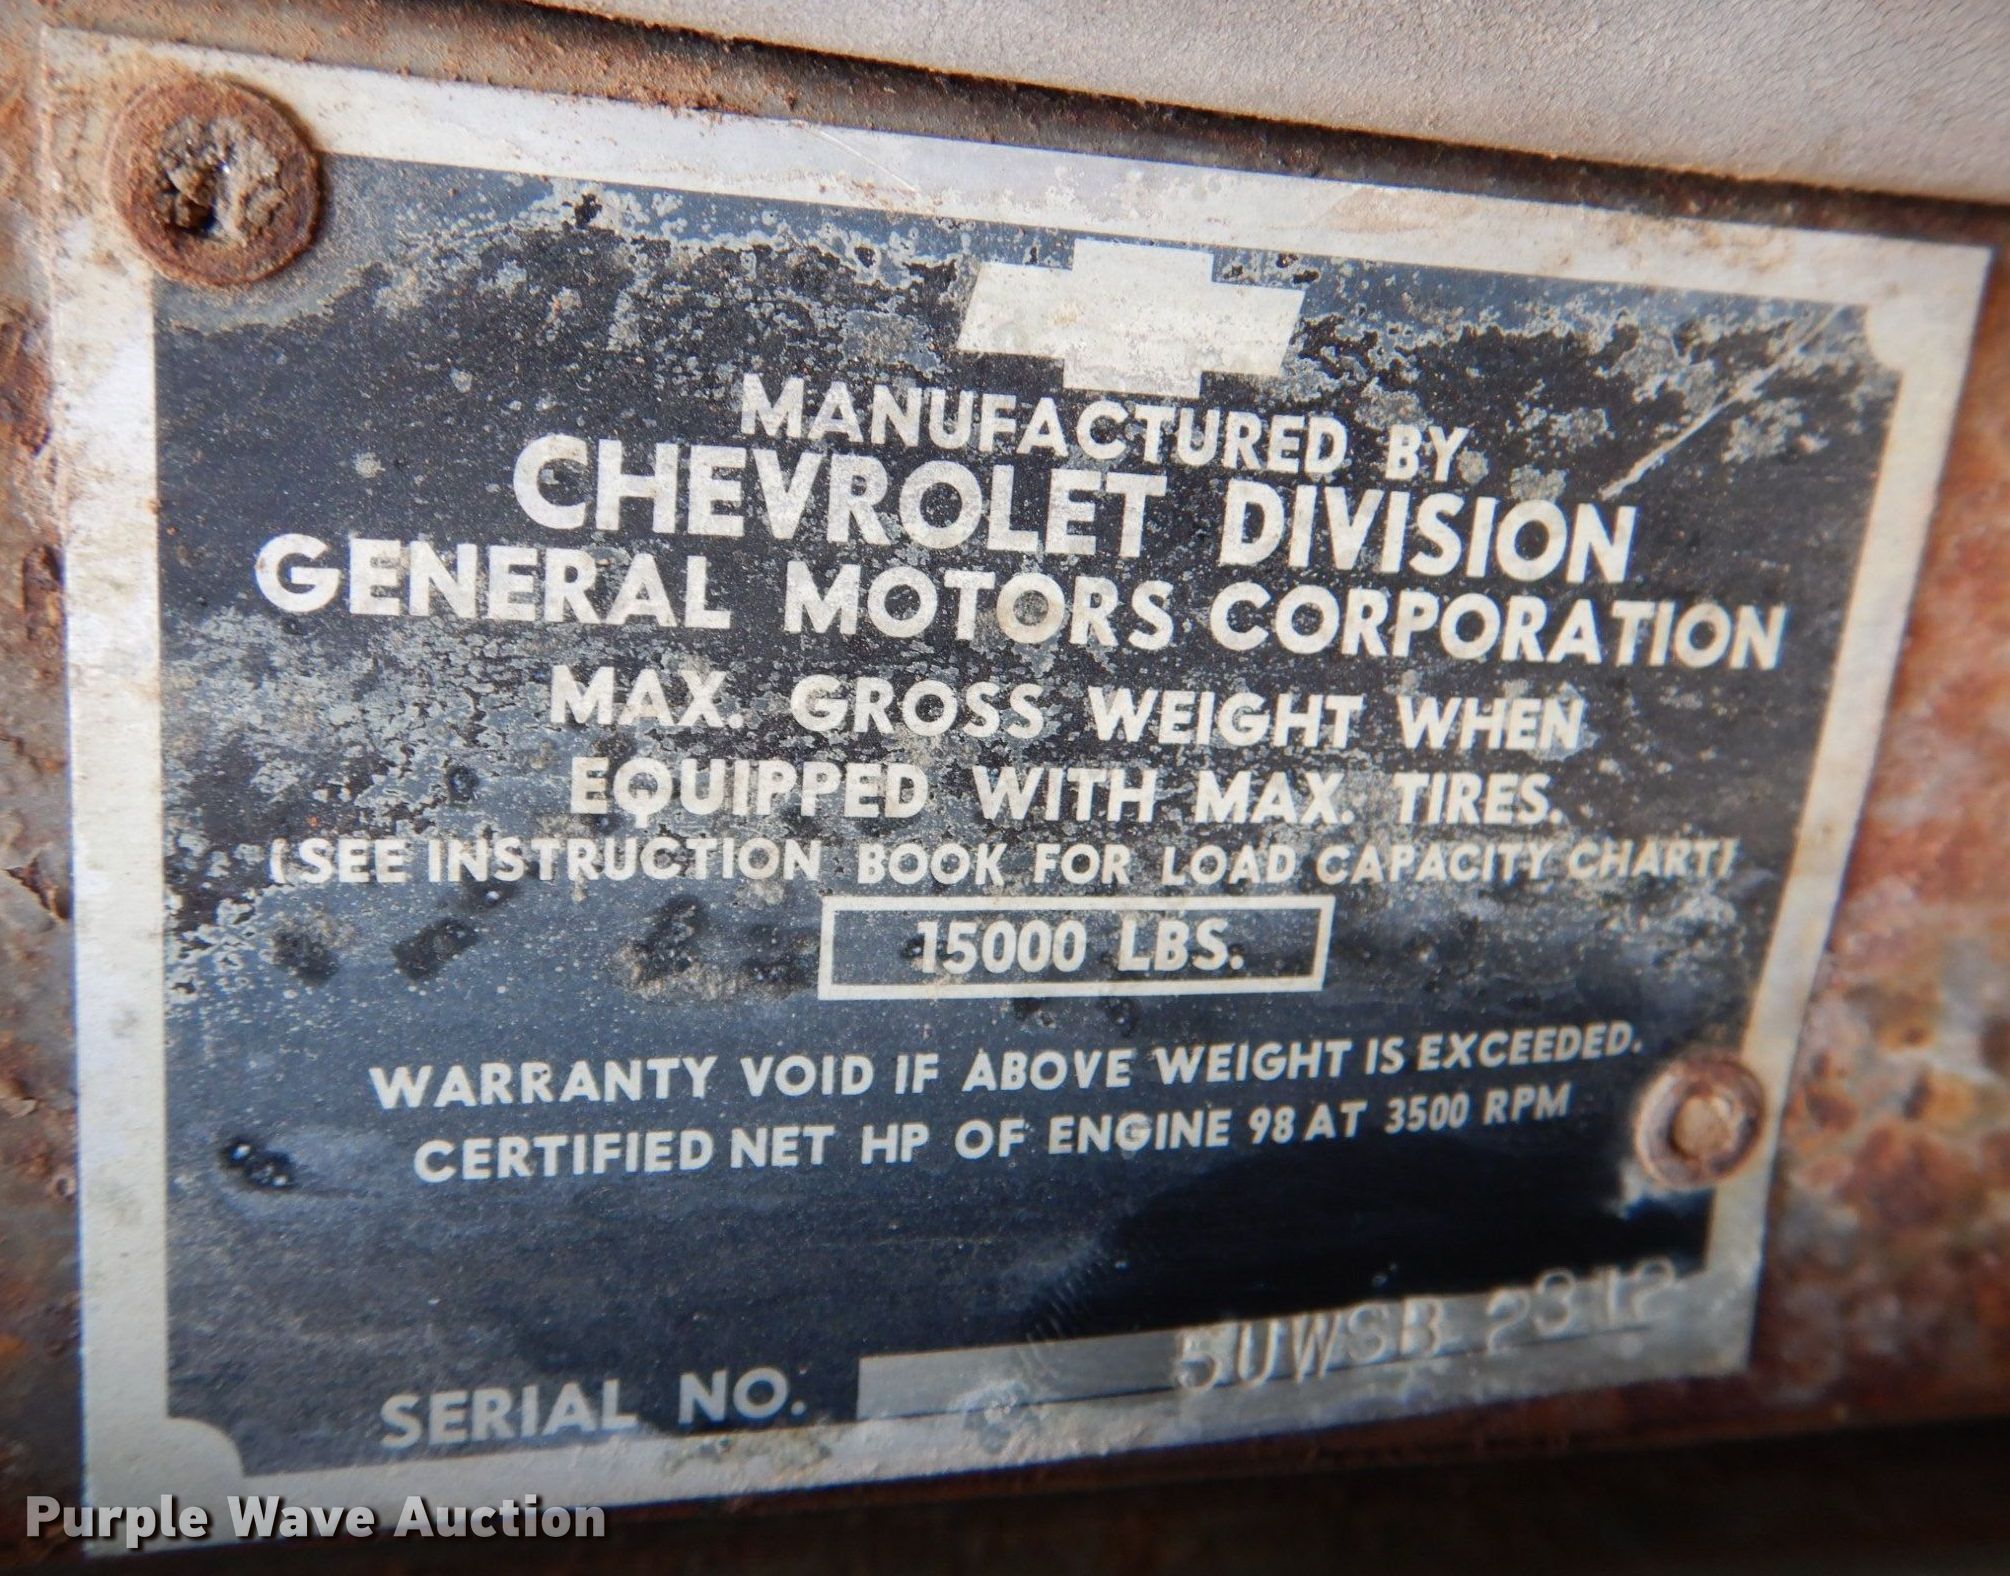 MANUFACTURED BY
CHEVROLET DIVISION
GENERAL MOTORS CORPORATION
MAX. GROSS WEIGHT WHEN
EQUIPPED WITH MAX. TIRES.
(SEE INSTRUCTION BOOK FOR LOAD CAPACITY CHART)
15000 LBS.
WARRANTY VOID IF ABOVE WEIGHT IS EXCEEDED.
CERTIFIED NET HP OF ENGINE 98 AT 3500 RPM
SERIAL NO. 5UWSB 2312
Purple Wave Auction